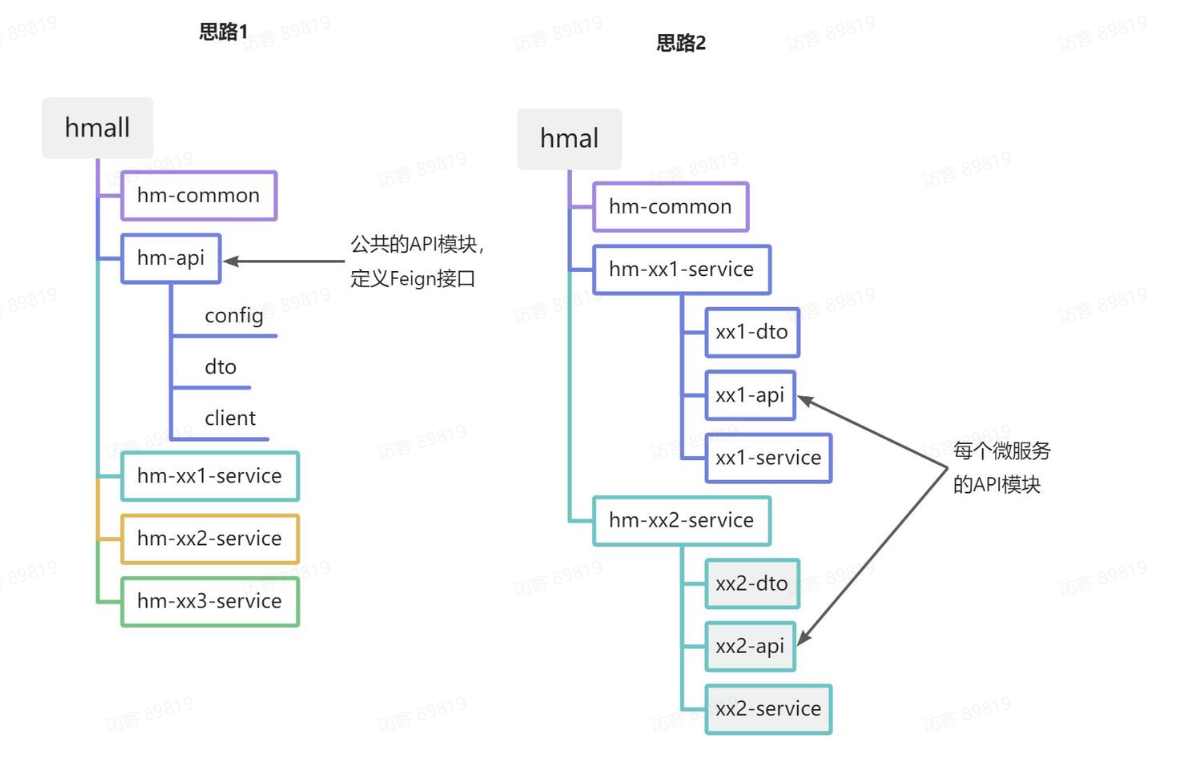 思路1
hmall
hm-common
hm-api
公共的API模块，
定义Feign接口
config
dto
client
hm-xx1-service
hm-xx2-service
hm-xx3-service
思路2
hmal
hm-common
hm-xx1-service
xx1-dto
xx1-api
xx1-service
每个微服务
的API模块
hm-xx2-service
xx2-dto
xx2-api
xx2-service
访客 89819